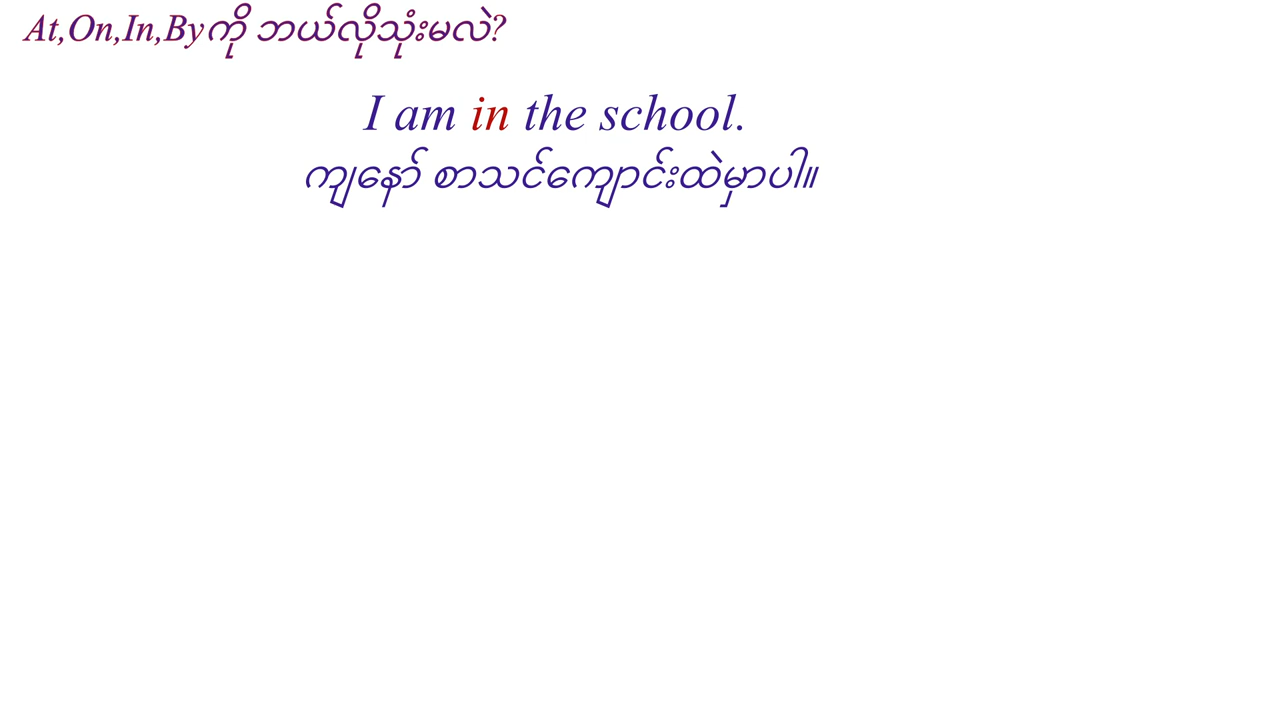 At,On,In,Byကို ဘယ်လိုသုံးမလဲ?
I am in the school.
ကျနော် စာသင်ကျောင်းထဲမှာပါ။